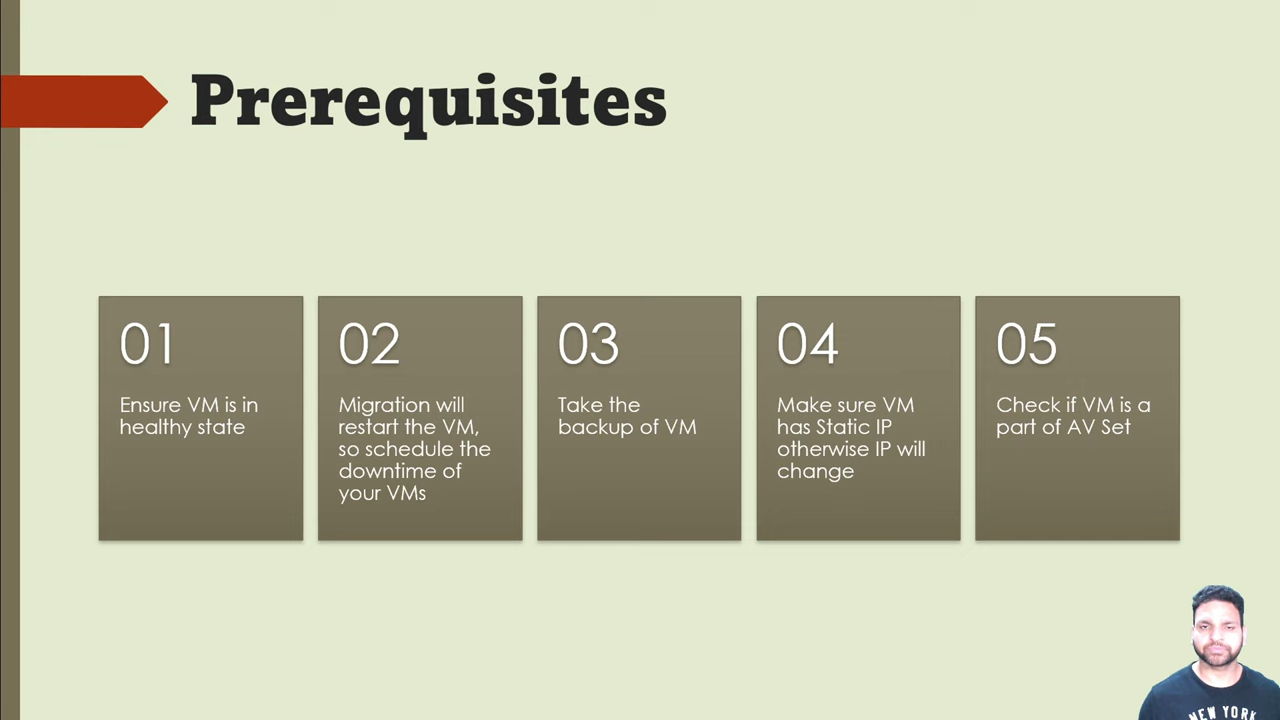 Prerequisites
01
Ensure VM is in
healthy state
02
Migration will
restart the VM,
so schedule the
downtime of
your VMs
03
Take the
backup of VM
04
Make sure VM
has Static IP
otherwise IP will
change
05
Check if VM is a
part of AV Set
NEW YORK